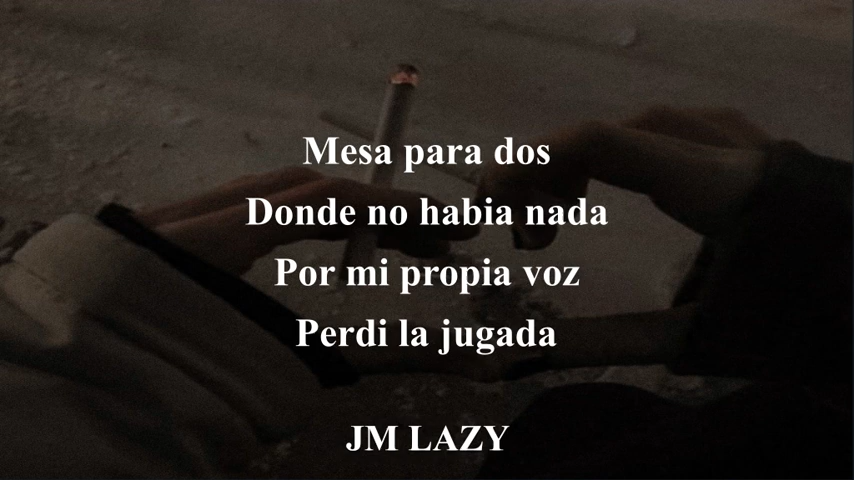 Mesa para dos
Donde no habia nada
Por mi propia voz
Perdi la jugada
JM LAZY